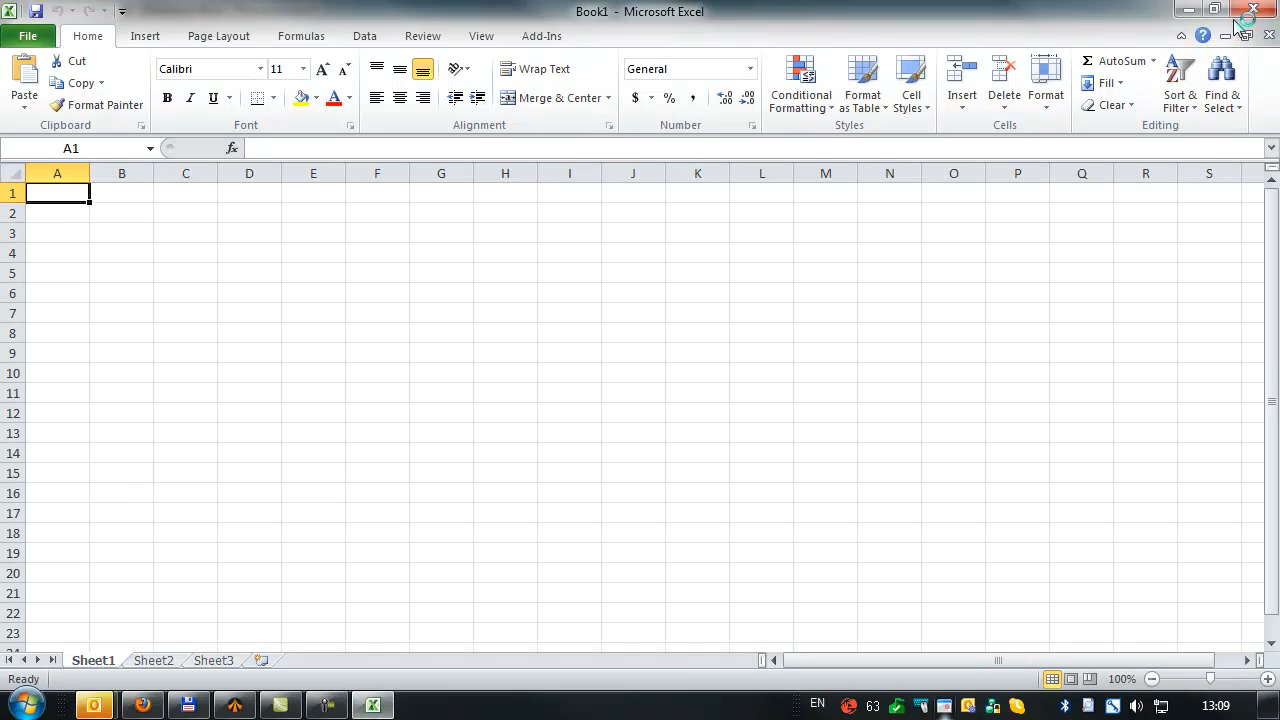 Book1 - Microsoft Excel
File Home Insert Page Layout Formulas Data Review View Add-Ins
Paste
Cut
Copy
Format Painter
Clipboard
Calibri 11
B I U A
Font
Wrap Text
Merge & Center
Alignment
General
$ % ,
Number
Conditional Formatting
Format as Table
Cell Styles
Styles
Insert Delete Format
Cells
Σ AutoSum
Fill
Clear
Sort & Filter
Find & Select
Editing
A1 fx
A B C D E F G H I J K L M N O P Q R S
1
2
3
4
5
6
7
8
9
10
11
12
13
14
15
16
17
18
19
20
21
22
23
Sheet1 Sheet2 Sheet3
Ready 100%
EN 63 13:09